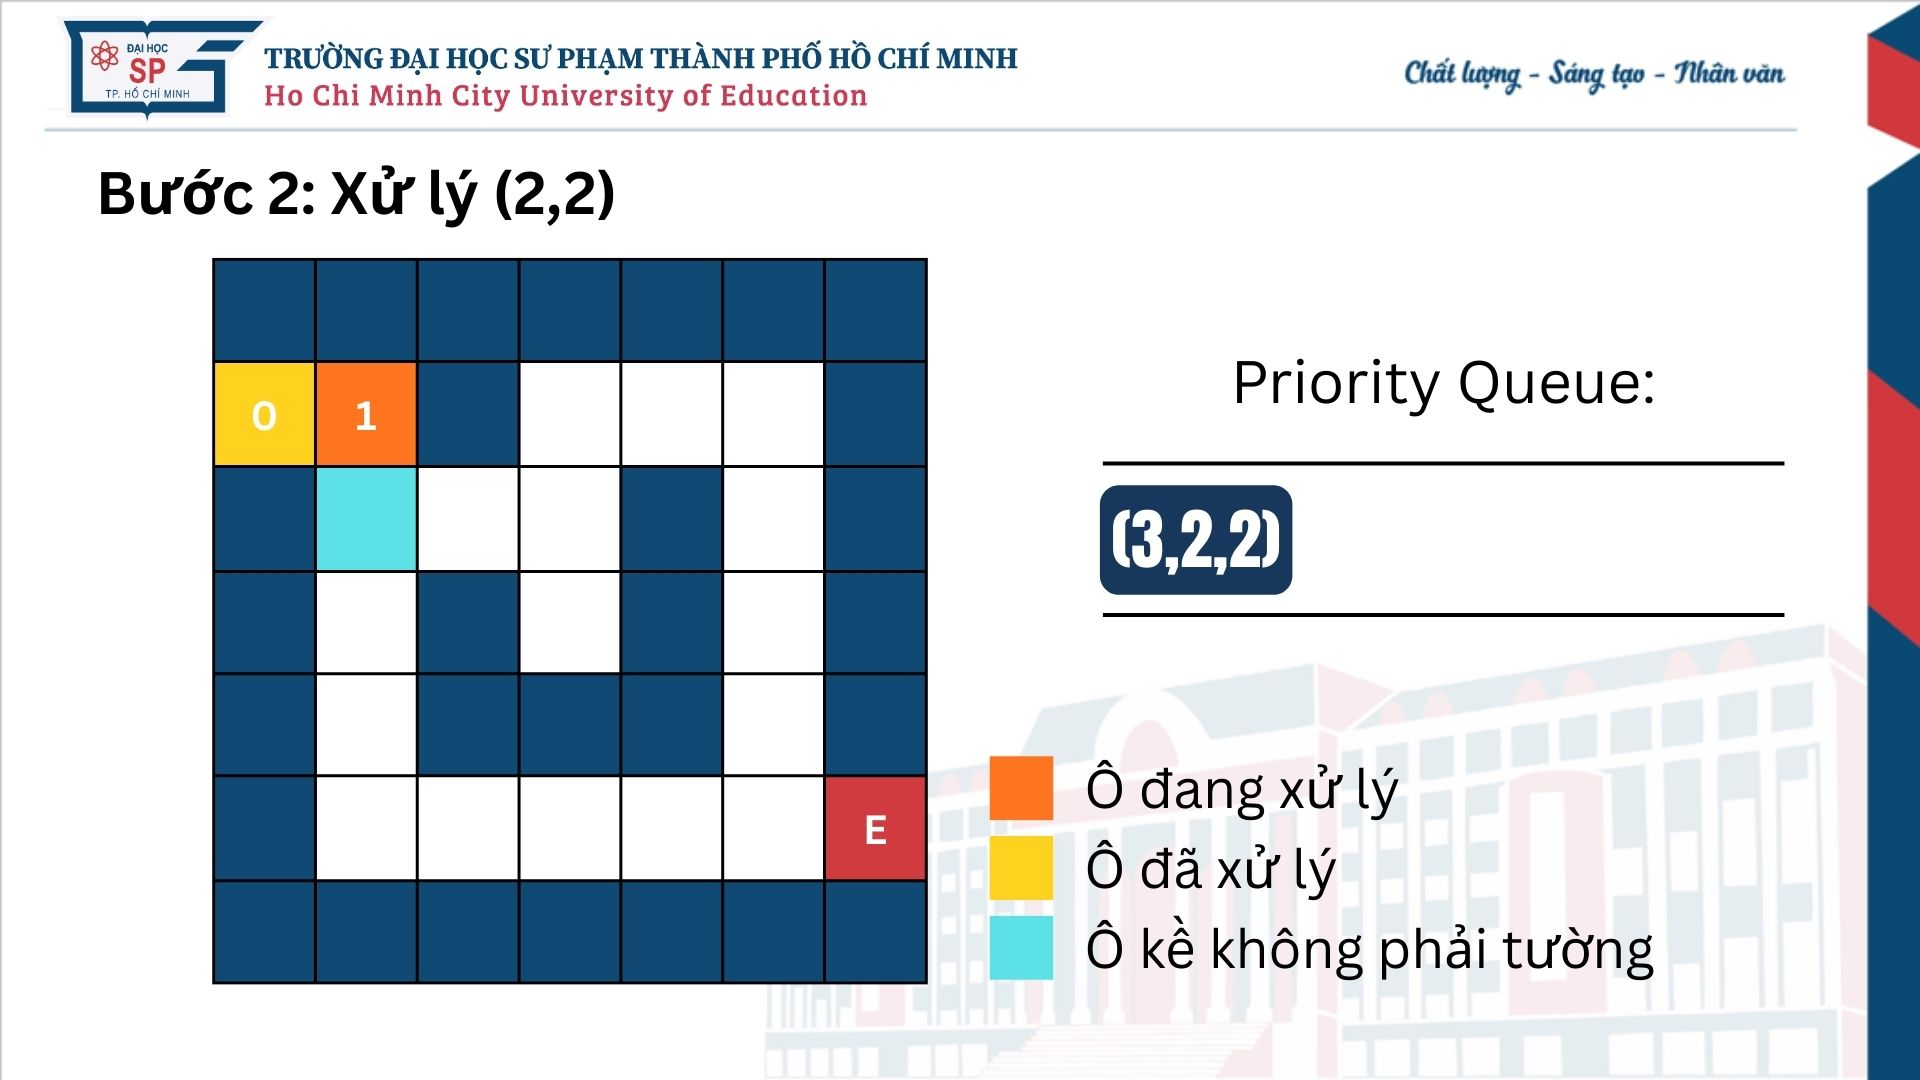 ĐẠI HỌC
SP
TP. HỒ CHÍ MINH
TRƯỜNG ĐẠI HỌC SƯ PHẠM THÀNH PHỐ HỒ CHÍ MINH
Ho Chi Minh City University of Education
Chất lượng - Sáng tạo - Nhân văn
Bước 2: Xử lý (2,2)
0 1
E
Priority Queue:
(3,2,2)
Ô đang xử lý
Ô đã xử lý
Ô kề không phải tường